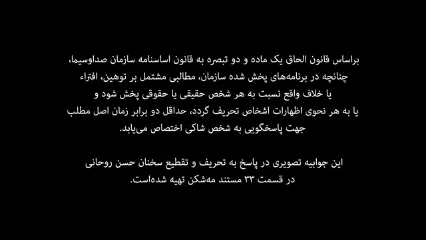 براساس قانون الحاق یک ماده و دو تبصره به قانون اساسنامه سازمان صداوسیما،
چنانچه در برنامه‌های پخش شده سازمان، مطالبی مشتمل بر توهین، افتراء
یا خلاف واقع نسبت به هر شخص حقیقی یا حقوقی پخش شود و
یا به هر نحوی اظهارات اشخاص تحریف گردد، حداقل دو برابر زمان اصل مطلب
جهت پاسخگویی به شخص شاکی اختصاص می‌یابد.
این جوابیه تصویری در پاسخ به تحریف و تقطیع سخنان حسن روحانی
در قسمت ۳۳ مستند مه‌شکن تهیه شده‌است.